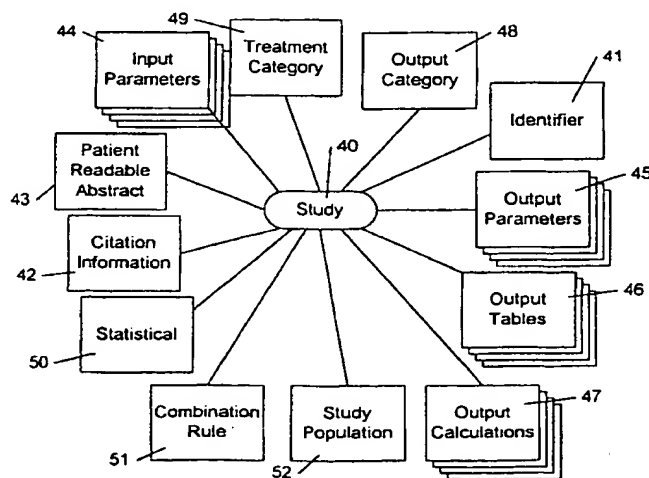 44
49
Input
Parameters
Treatment
Category
Output
Category
48
41
Identifier
40
Patient
Readable
Abstract
43
Study
45
Output
Parameters
Citation
Information
42
46
Output
Tables
Statistical
50
Combination
Rule
51
Study
Population
52
Output
Calculations
47